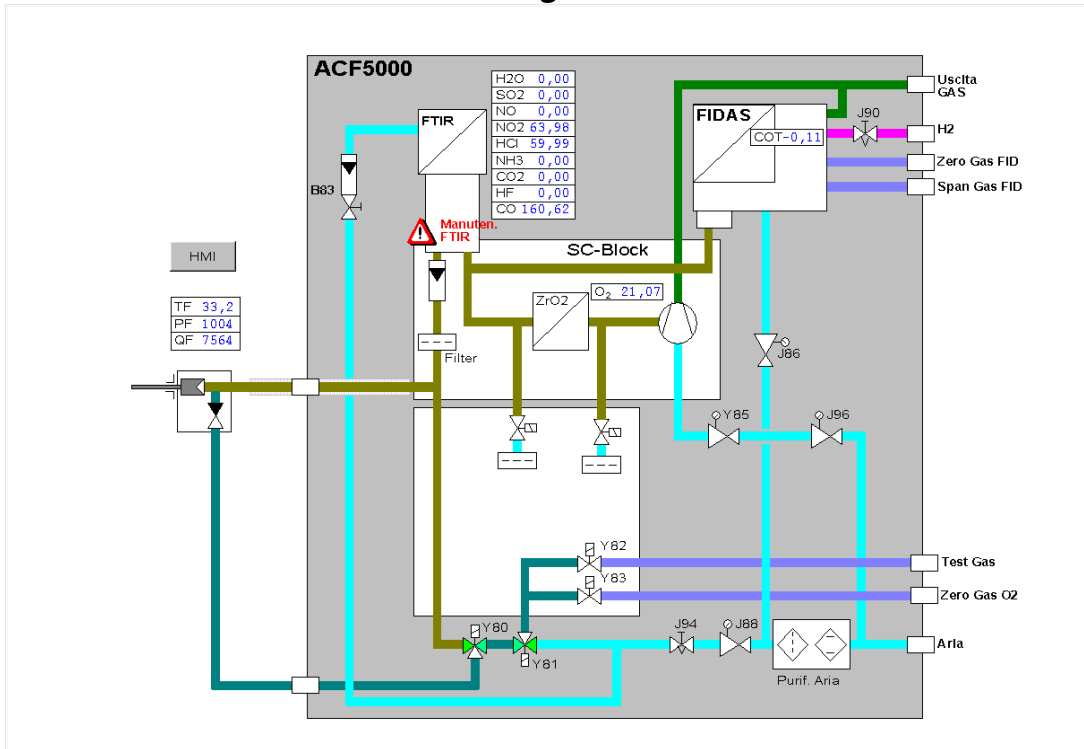 ACF5000
H2O 0,00
SO2 0,00
NO 0,00
NO2 63,98
HCl 59,99
NH3 0,00
CO2 0,00
HF 0,00
CO 160,62
FTIR
FIDAS
COT -0,11
J90
Uscita
GAS
H2
Zero Gas FID
Span Gas FID
B83
Manuten.
FTIR
HMI
SC-Block
TF 33,2
PF 1004
QF 7564
ZrO2
O2 21,07
Filter
J86
Y85
J96
Y82
Test Gas
Y83
Zero Gas O2
Y80
Y81
J94
J88
Aria
Purif. Aria